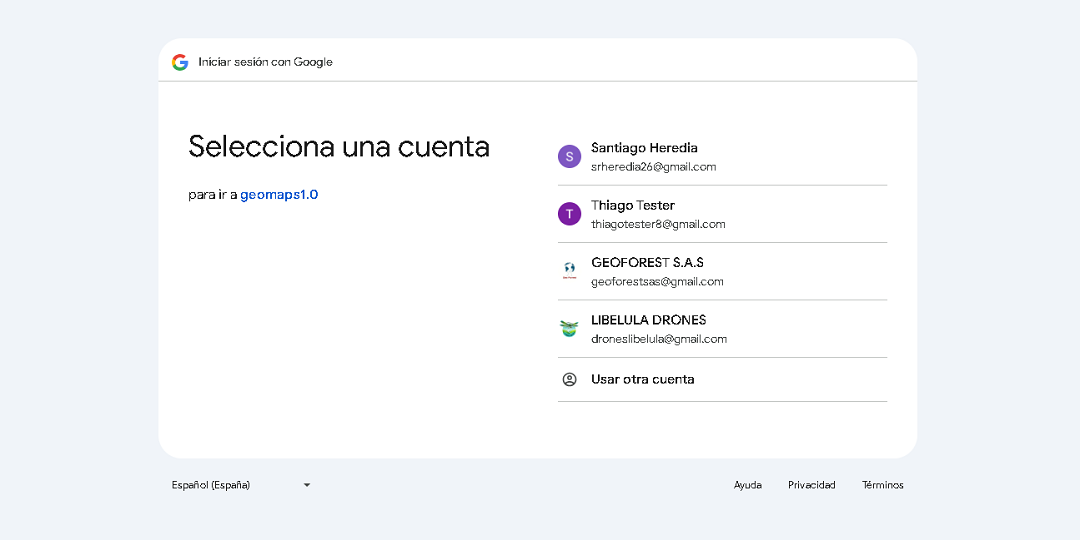 Iniciar sesión con Google
Selecciona una cuenta
para ir a geomaps1.0
S
Santiago Heredia
srheredia26@gmail.com
T
Thiago Tester
thiagotester8@gmail.com
GEOFOREST S.A.S
geoforestsas@gmail.com
LIBELULA DRONES
droneslibelula@gmail.com
Usar otra cuenta
Español (España)
Ayuda
Privacidad
Términos